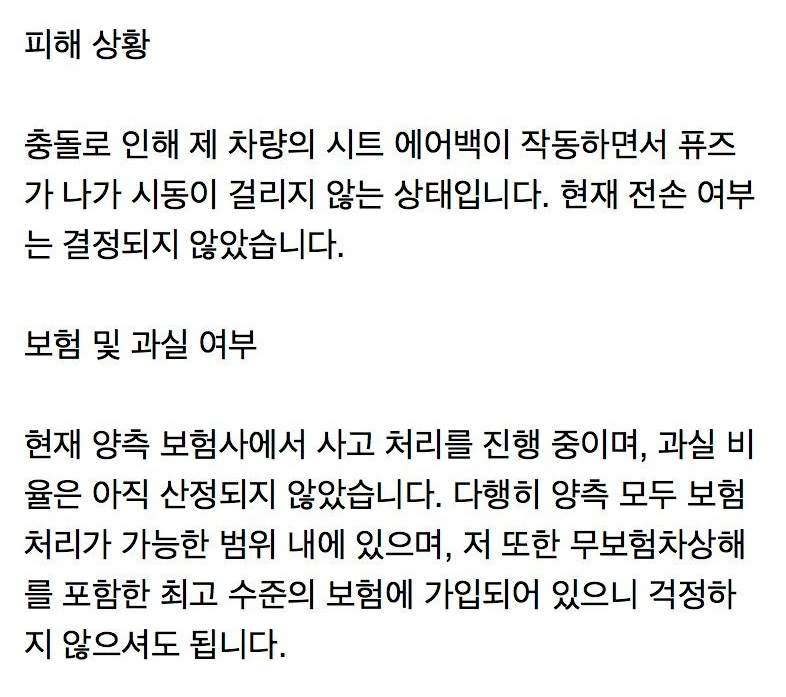 피해 상황
충돌로 인해 제 차량의 시트 에어백이 작동하면서 퓨즈
가 나가 시동이 걸리지 않는 상태입니다. 현재 전손 여부
는 결정되지 않았습니다.
보험 및 과실 여부
현재 양측 보험사에서 사고 처리를 진행 중이며, 과실 비
율은 아직 산정되지 않았습니다. 다행히 양측 모두 보험
처리가 가능한 범위 내에 있으며, 저 또한 무보험차상해
를 포함한 최고 수준의 보험에 가입되어 있으니 걱정하
지 않으셔도 됩니다.